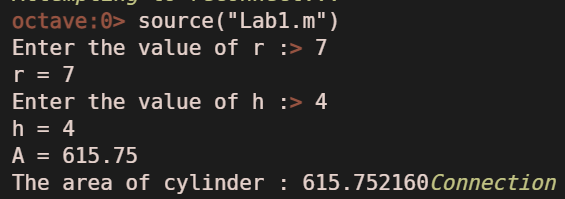 octave:0> source("Lab1.m")
Enter the value of r :> 7
r = 7
Enter the value of h :> 4
h = 4
A = 615.75
The area of cylinder : 615.752160Connection